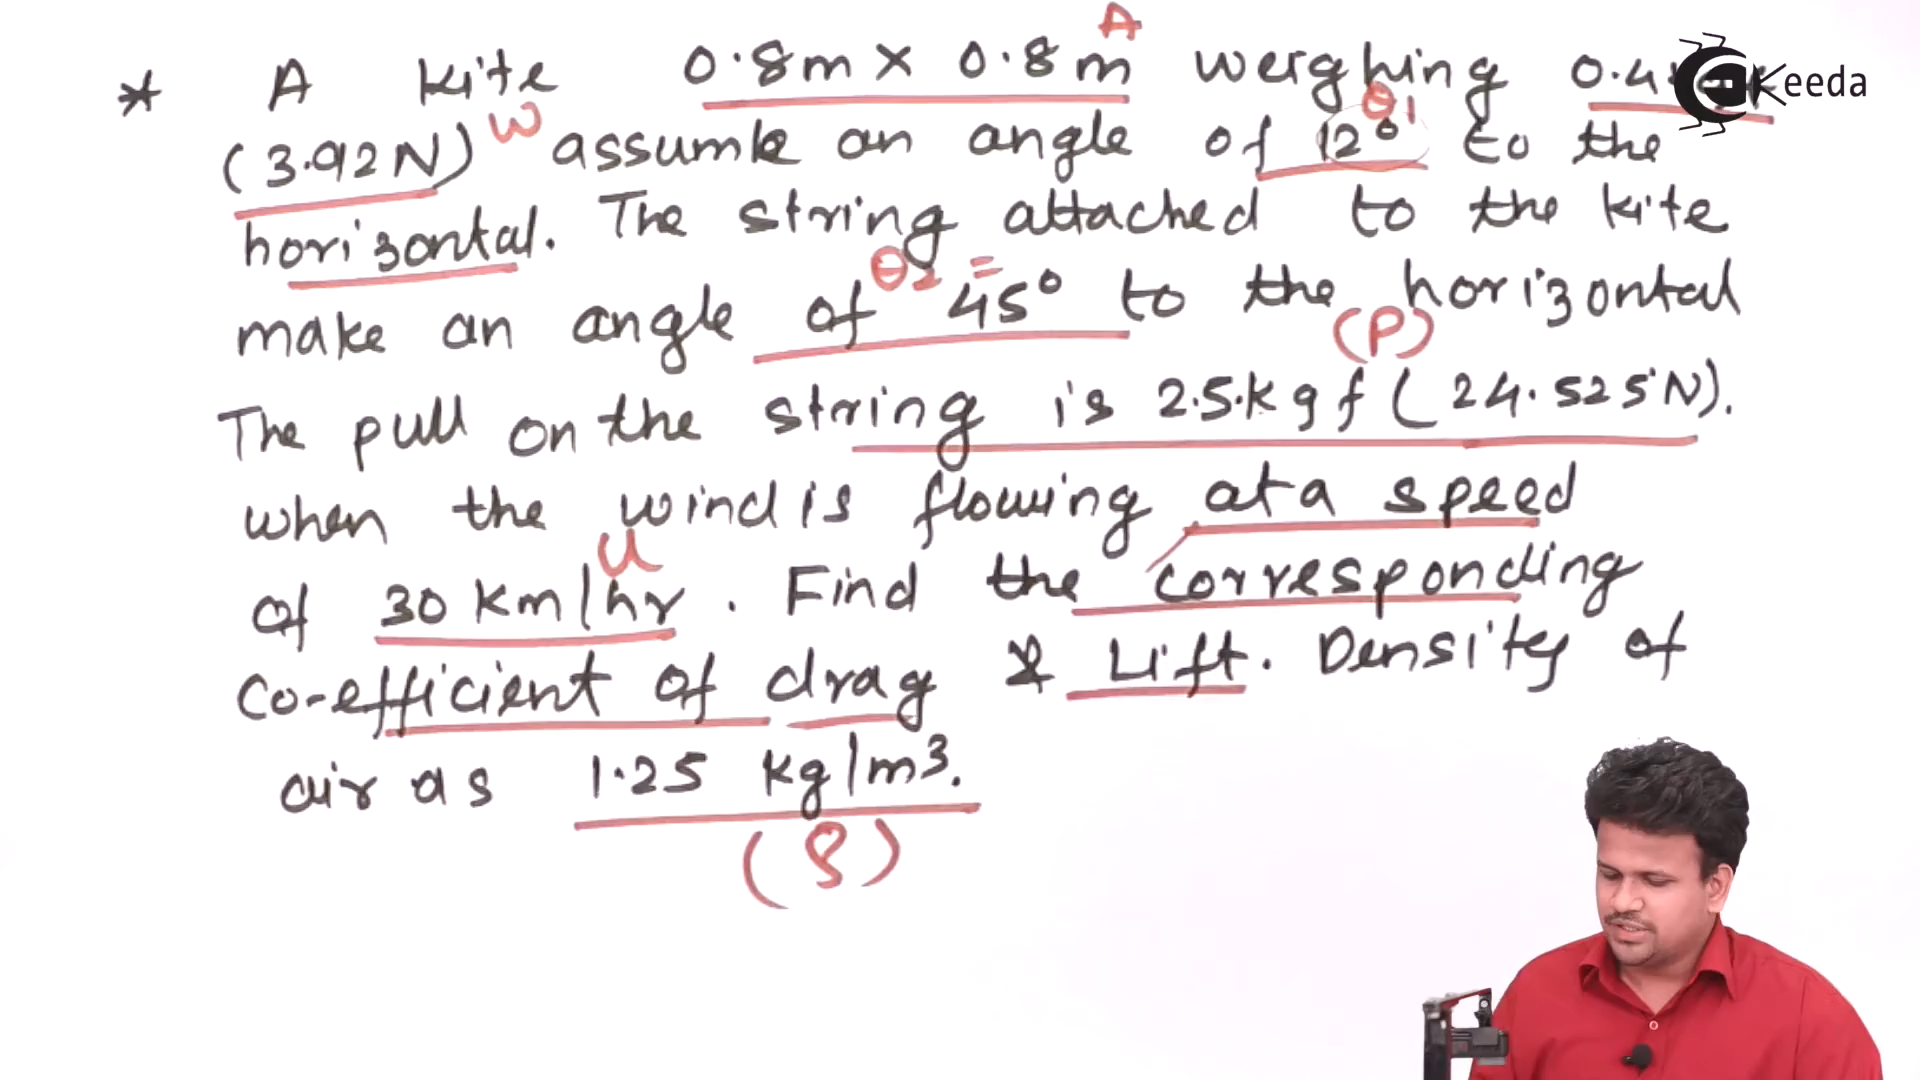 A
* A kite 0.8m x 0.8m weighing 0.4
Keeda
W θ1
(3.92N) assume an angle of 12° to the
horizontal. The string attached to the kite
θ2 =
make an angle of 45° to the horizontal
(P)
The pull on the string is 2.5.kgf (24.525N).
when the wind is flowing at a speed
U
of 30 Km/hr. Find the corresponding
Co-efficient of drag & Lift. Density of
air as 1.25 kg/m3.
(ρ)